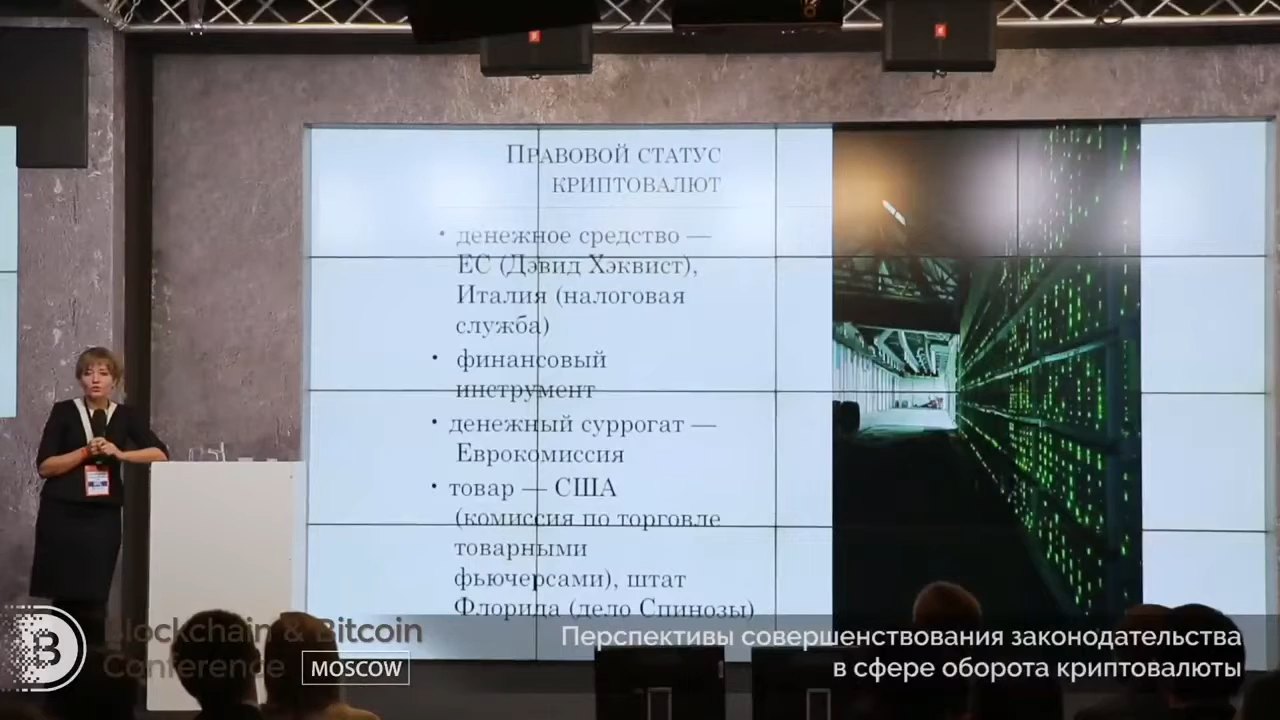 Правовой статус
криптовалют
• денежное средство —
ЕС (Дэвид Хэквист),
Италия (налоговая
служба)
• финансовый
инструмент
• денежный суррогат —
Еврокомиссия
• товар — США
(комиссия по торговле
товарными
фьючерсами), штат
Флорида (дело Спинозы)
Blockchain & Bitcoin
Conference MOSCOW
Перспективы совершенствования законодательства
в сфере оборота криптовалюты